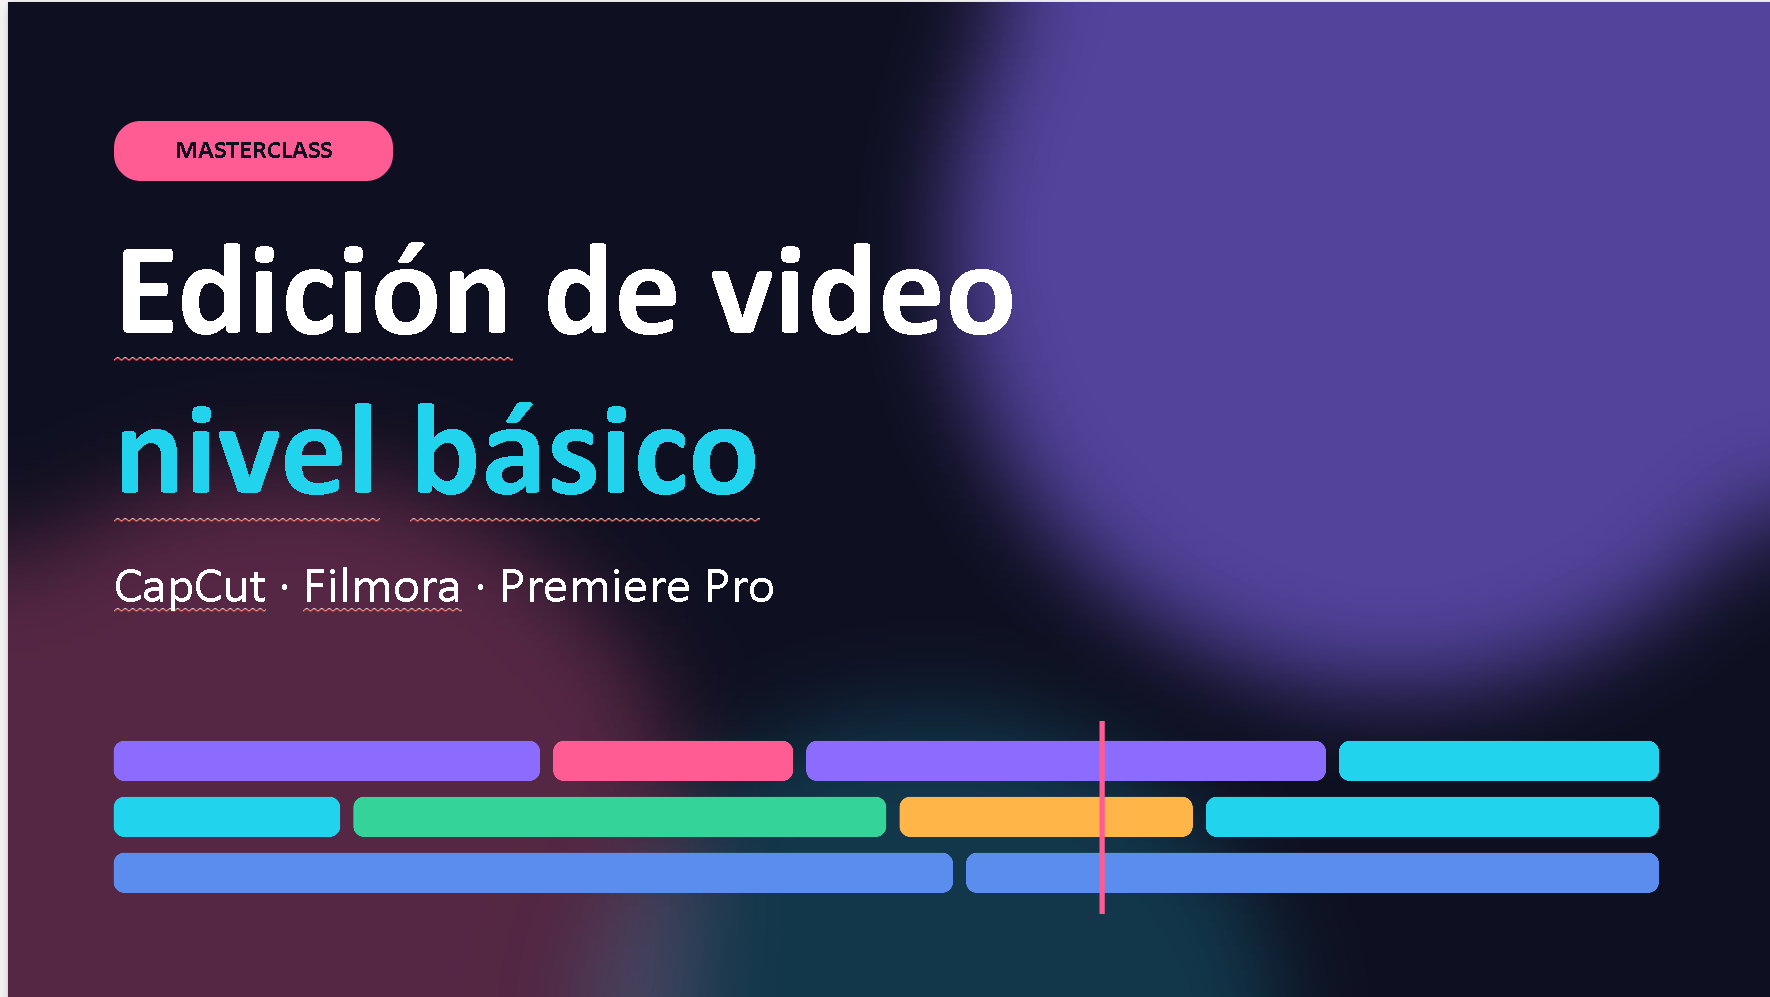 MASTERCLASS
Edición de video
nivel básico
CapCut · Filmora · Premiere Pro